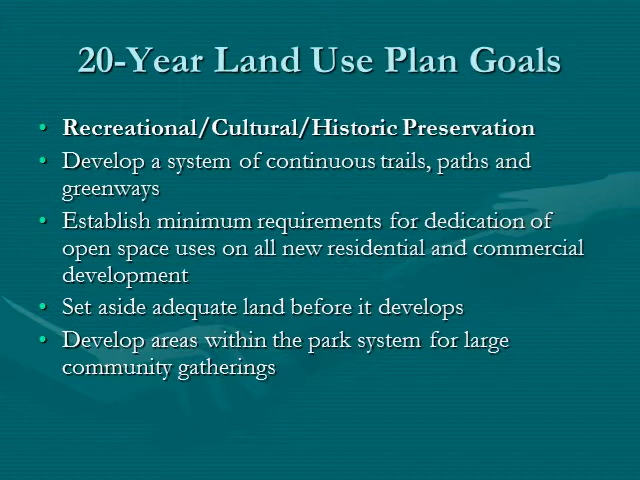 20-Year Land Use Plan Goals
• Recreational/Cultural/Historic Preservation
• Develop a system of continuous trails, paths and
greenways
• Establish minimum requirements for dedication of
open space uses on all new residential and commercial
development
• Set aside adequate land before it develops
• Develop areas within the park system for large
community gatherings